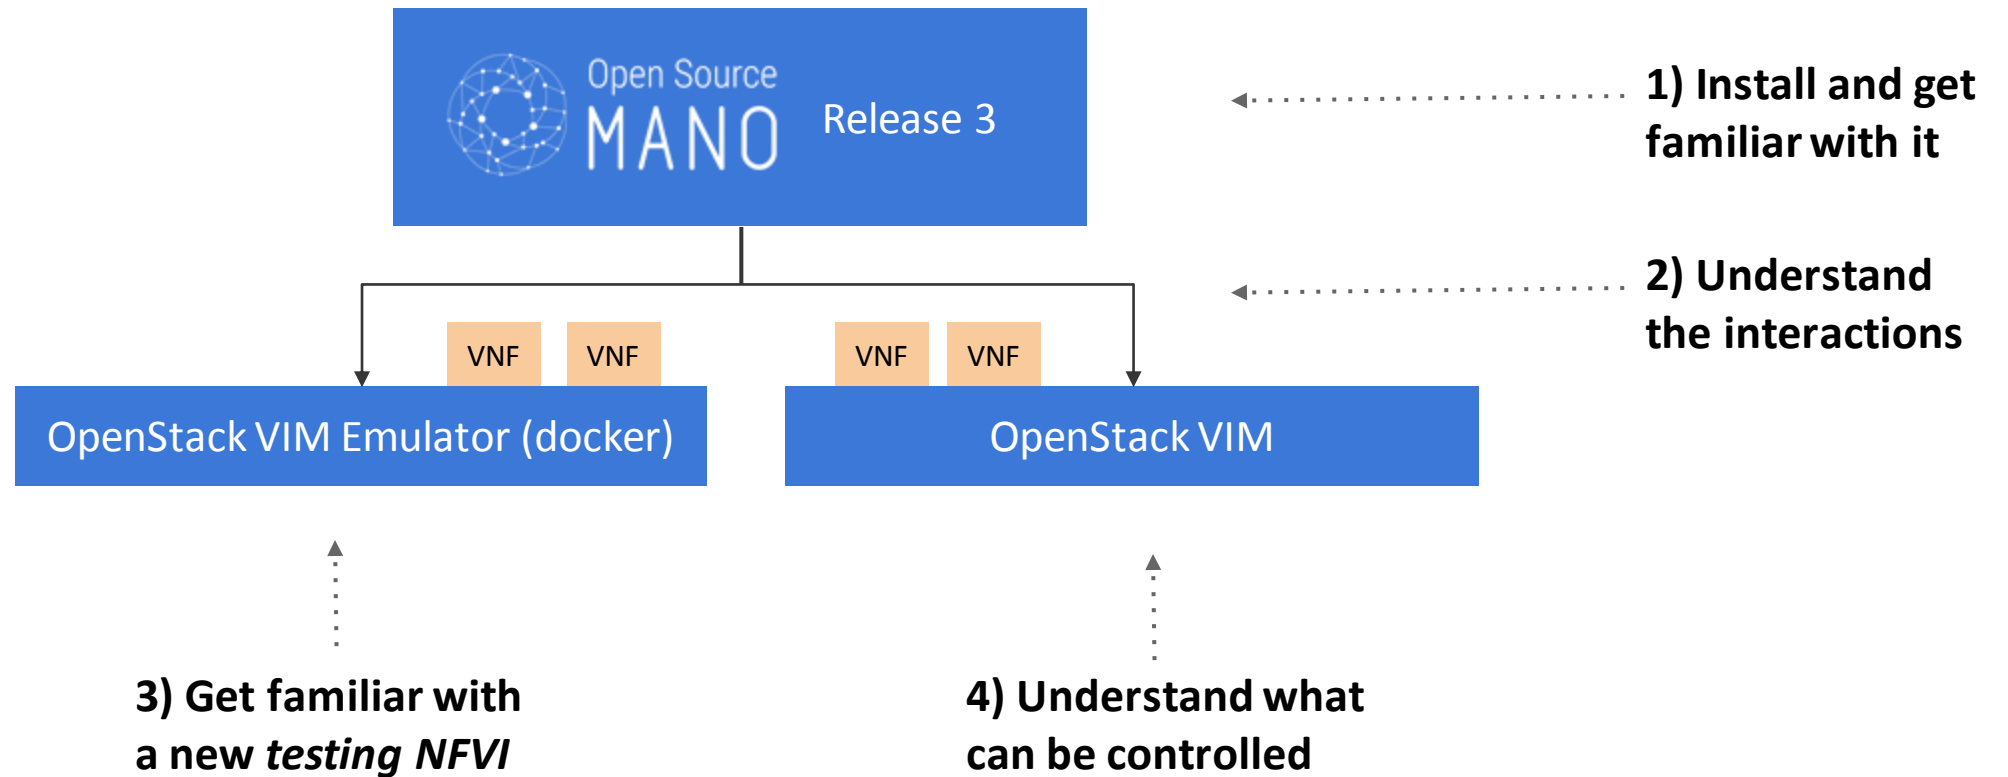 Open Source
MANO
Release 3
1) Install and get
familiar with it
2) Understand
the interactions
VNF
VNF
VNF
VNF
OpenStack VIM Emulator (docker)
OpenStack VIM
3) Get familiar with
a new testing NFVI
4) Understand what
can be controlled